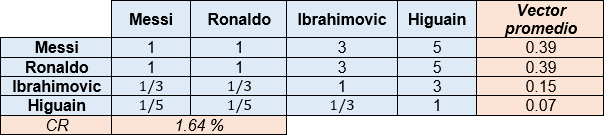 Messi Ronaldo Ibrahimovic Higuain Vector promedio
Messi 1 1 3 5 0.39
Ronaldo 1 1 3 5 0.39
Ibrahimovic 1/3 1/3 1 3 0.15
Higuain 1/5 1/5 1/3 1 0.07
CR 1.64 %